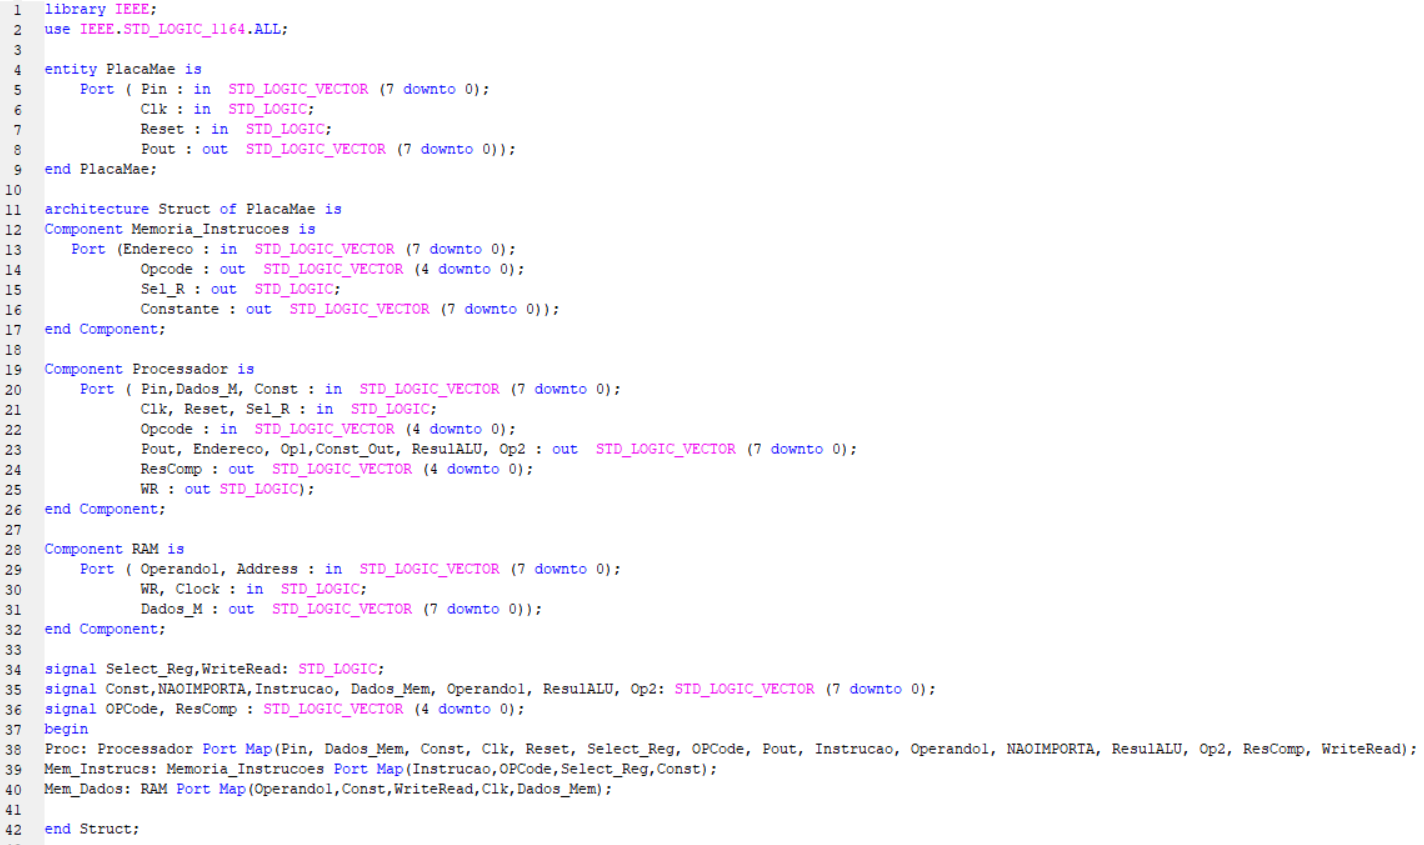 1 library IEEE;
2 use IEEE.STD_LOGIC_1164.ALL;
3
4 entity PlacaMae is
5 Port ( Pin : in STD_LOGIC_VECTOR (7 downto 0);
6 Clk : in STD_LOGIC;
7 Reset : in STD_LOGIC;
8 Pout : out STD_LOGIC_VECTOR (7 downto 0));
9 end PlacaMae;
10
11 architecture Struct of PlacaMae is
12 Component Memoria_Instrucoes is
13 Port (Endereco : in STD_LOGIC_VECTOR (7 downto 0);
14 Opcode : out STD_LOGIC_VECTOR (4 downto 0);
15 Sel_R : out STD_LOGIC;
16 Constante : out STD_LOGIC_VECTOR (7 downto 0));
17 end Component;
18
19 Component Processador is
20 Port ( Pin,Dados_M, Const : in STD_LOGIC_VECTOR (7 downto 0);
21 Clk, Reset, Sel_R : in STD_LOGIC;
22 Opcode : in STD_LOGIC_VECTOR (4 downto 0);
23 Pout, Endereco, Op1,Const_Out, ResulALU, Op2 : out STD_LOGIC_VECTOR (7 downto 0);
24 ResComp : out STD_LOGIC_VECTOR (4 downto 0);
25 WR : out STD_LOGIC);
26 end Component;
27
28 Component RAM is
29 Port ( Operando1, Address : in STD_LOGIC_VECTOR (7 downto 0);
30 WR, Clock : in STD_LOGIC;
31 Dados_M : out STD_LOGIC_VECTOR (7 downto 0));
32 end Component;
33
34 signal Select_Reg,WriteRead: STD_LOGIC;
35 signal Const,NAOIMPORTA,Instrucao, Dados_Mem, Operando1, ResulALU, Op2: STD_LOGIC_VECTOR (7 downto 0);
36 signal OPCode, ResComp : STD_LOGIC_VECTOR (4 downto 0);
37 begin
38 Proc: Processador Port Map(Pin, Dados_Mem, Const, Clk, Reset, Select_Reg, OPCode, Pout, Instrucao, Operando1, NAOIMPORTA, ResulALU, Op2, ResComp, WriteRead);
39 Mem_Instrucs: Memoria_Instrucoes Port Map(Instrucao,OPCode,Select_Reg,Const);
40 Mem_Dados: RAM Port Map(Operando1,Const,WriteRead,Clk,Dados_Mem);
41
42 end Struct;